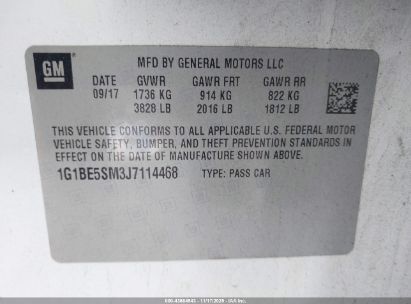 GM
MFD BY GENERAL MOTORS LLC
DATE GVWR GAWR FRT GAWR RR
09/17 1736 KG 914 KG 822 KG
3828 LB 2016 LB 1812 LB
THIS VEHICLE CONFORMS TO ALL APPLICABLE U.S. FEDERAL MOTOR
VEHICLE SAFETY, BUMPER, AND THEFT PREVENTION STANDARDS
IN EFFECT ON THE DATE OF MANUFACTURE SHOWN ABOVE.
1G1BE5SM3J7114468 TYPE: PASS CAR